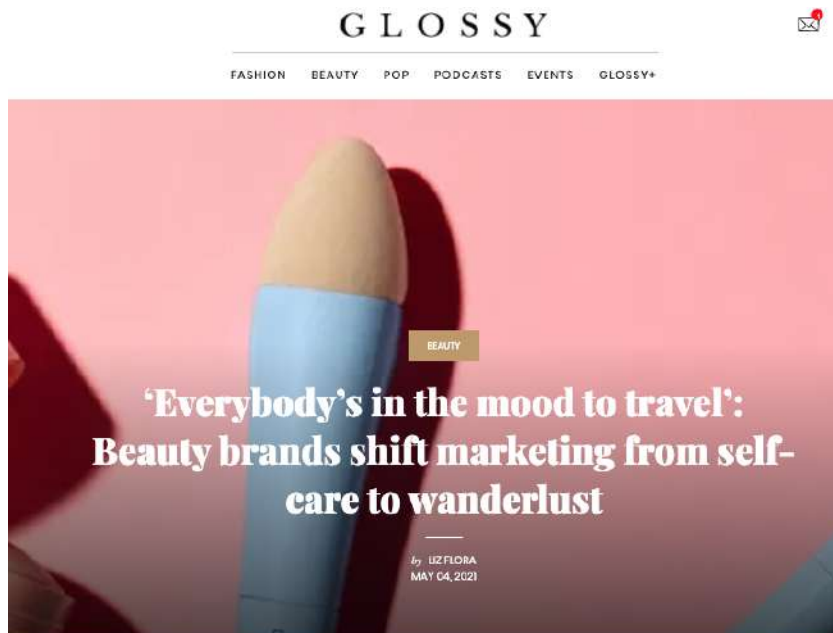 GLOSSY
FASHION BEAUTY POP PODCASTS EVENTS GLOSSY+
BEAUTY
‘Everybody’s in the mood to travel’:
Beauty brands shift marketing from self-
care to wanderlust
by LIZ FLORA
MAY 04, 2021